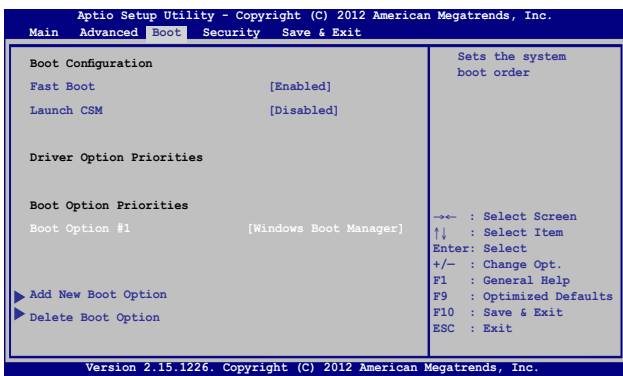 Aptio Setup Utility - Copyright (C) 2012 American Megatrends, Inc.
Main Advanced Boot Security Save & Exit
Boot Configuration
Fast Boot [Enabled]
Launch CSM [Disabled]
Driver Option Priorities
Boot Option Priorities
Boot Option #1 [Windows Boot Manager]
Add New Boot Option
Delete Boot Option
Sets the system
boot order
→← : Select Screen
↑↓ : Select Item
Enter: Select
+/— : Change Opt.
F1 : General Help
F9 : Optimized Defaults
F10 : Save & Exit
ESC : Exit
Version 2.15.1226. Copyright (C) 2012 American Megatrends, Inc.